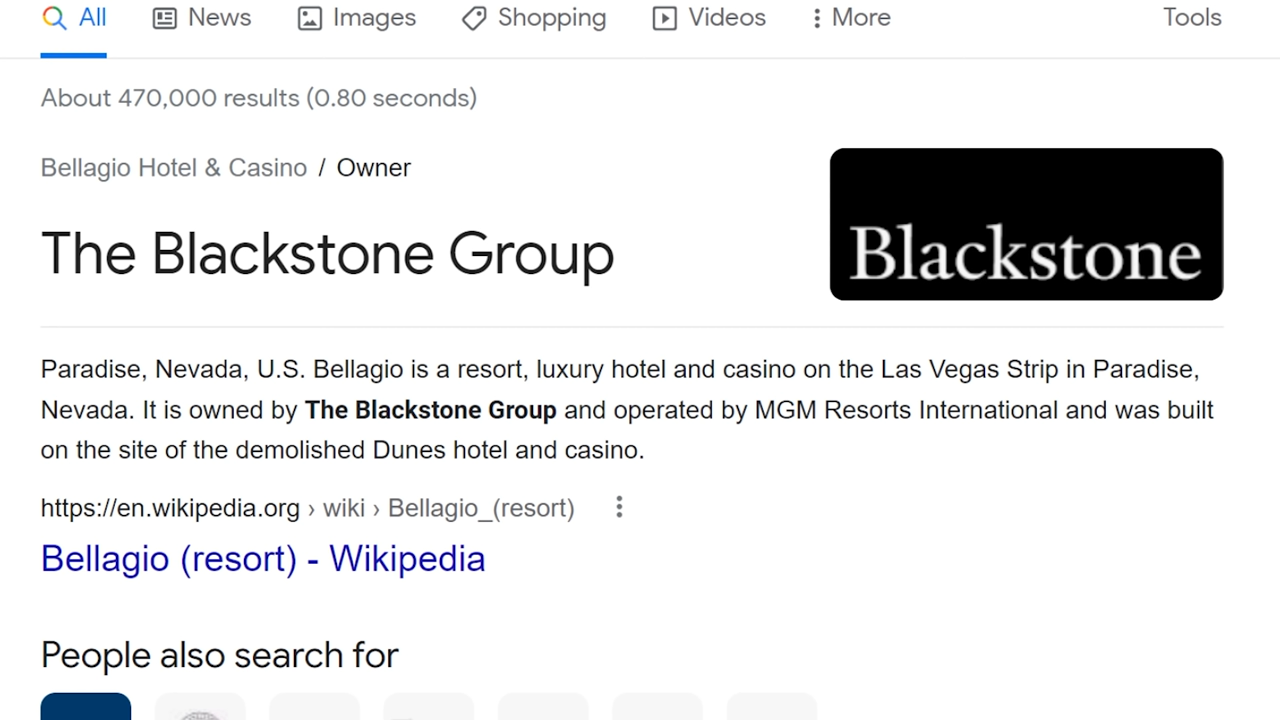 All News Images Shopping Videos More Tools
About 470,000 results (0.80 seconds)
Bellagio Hotel & Casino / Owner
The Blackstone Group
Blackstone
Paradise, Nevada, U.S. Bellagio is a resort, luxury hotel and casino on the Las Vegas Strip in Paradise,
Nevada. It is owned by The Blackstone Group and operated by MGM Resorts International and was built
on the site of the demolished Dunes hotel and casino.
https://en.wikipedia.org › wiki › Bellagio_(resort)
Bellagio (resort) - Wikipedia
People also search for